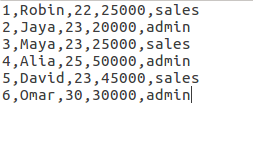 1,Robin,22,25000,sales
2,Jaya,23,20000,admin
3,Maya,23,25000,sales
4,Alia,25,50000,admin
5,David,23,45000,sales
6,Omar,30,30000,admin